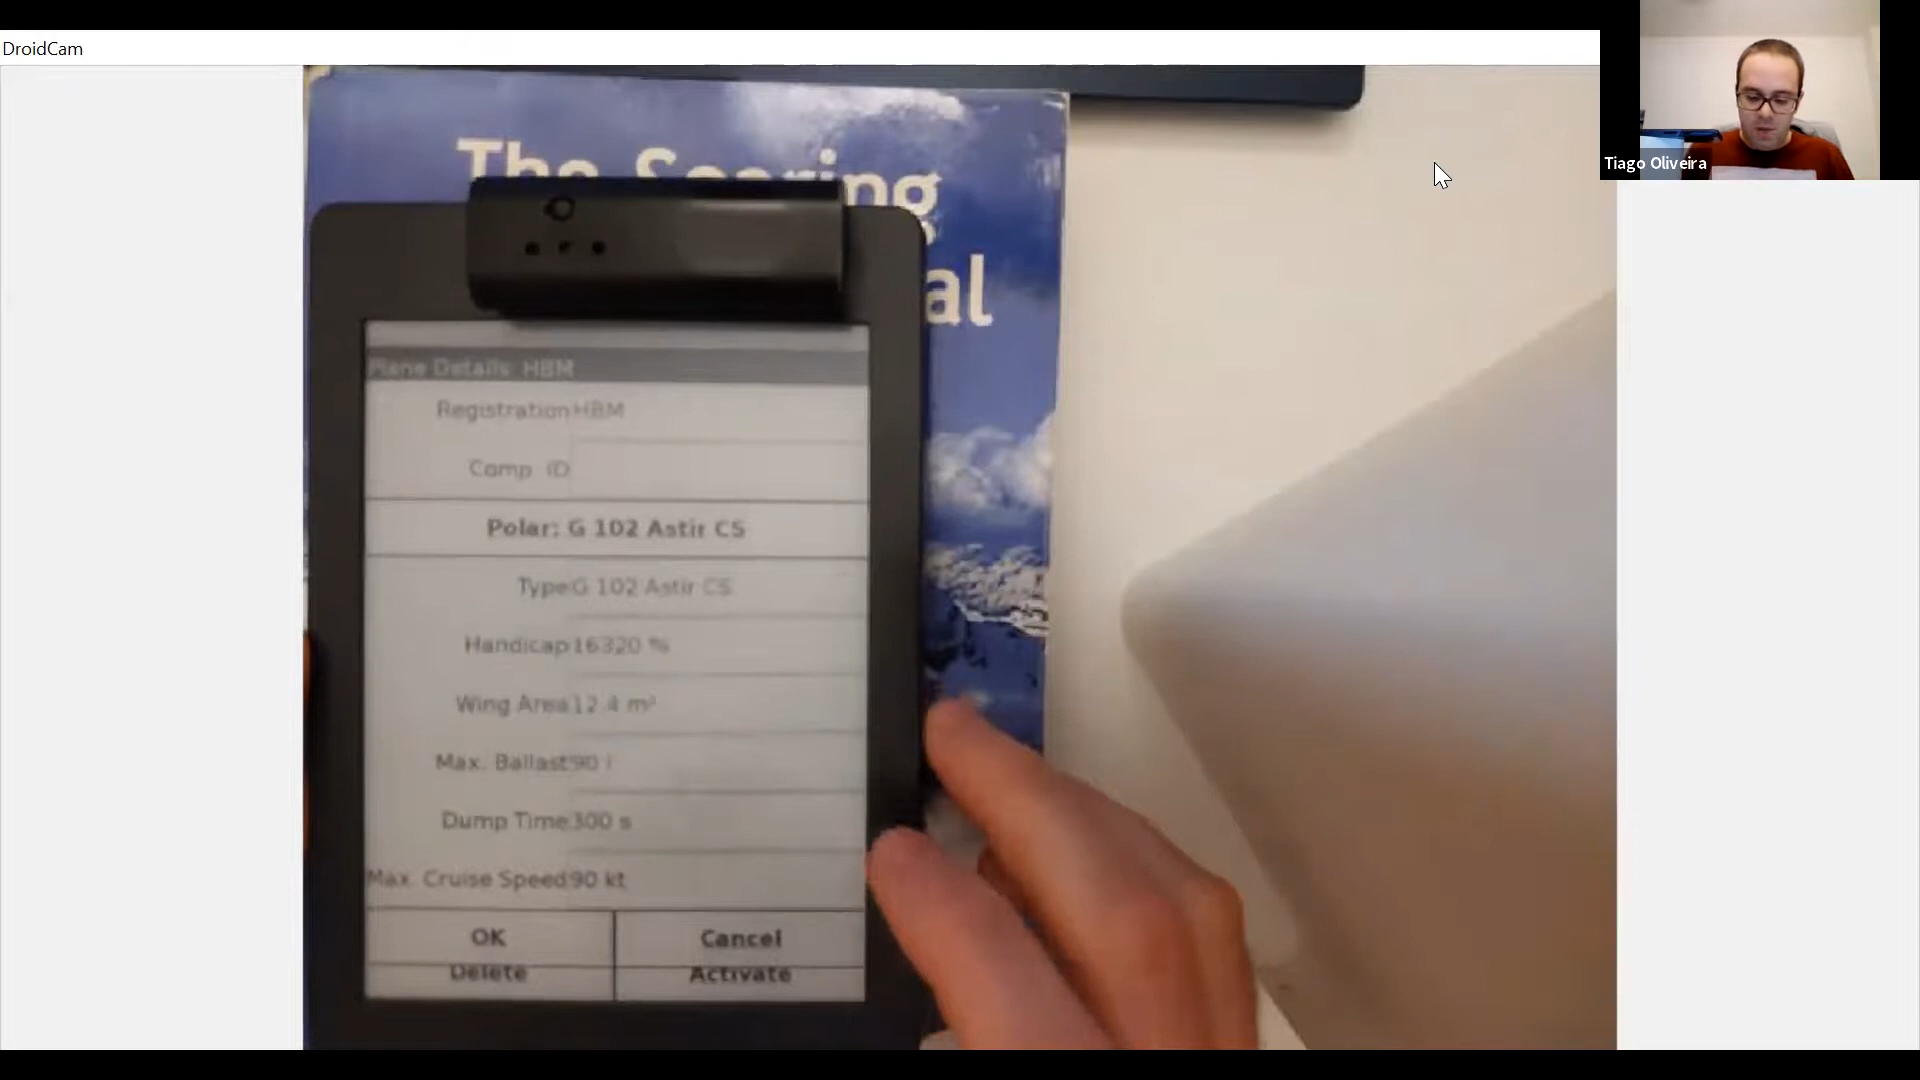 DroidCam
Tiago Oliveira
The Soaring
al
Plane Details: HBM
Registration HBM
Comp. ID
Polar: G 102 Astir CS
Type G 102 Astir CS
Handicap 16320 %
Wing Area 12.4 m²
Max. Ballast 90 l
Dump Time 300 s
Max. Cruise Speed 90 kt
OK Cancel
Delete Activate